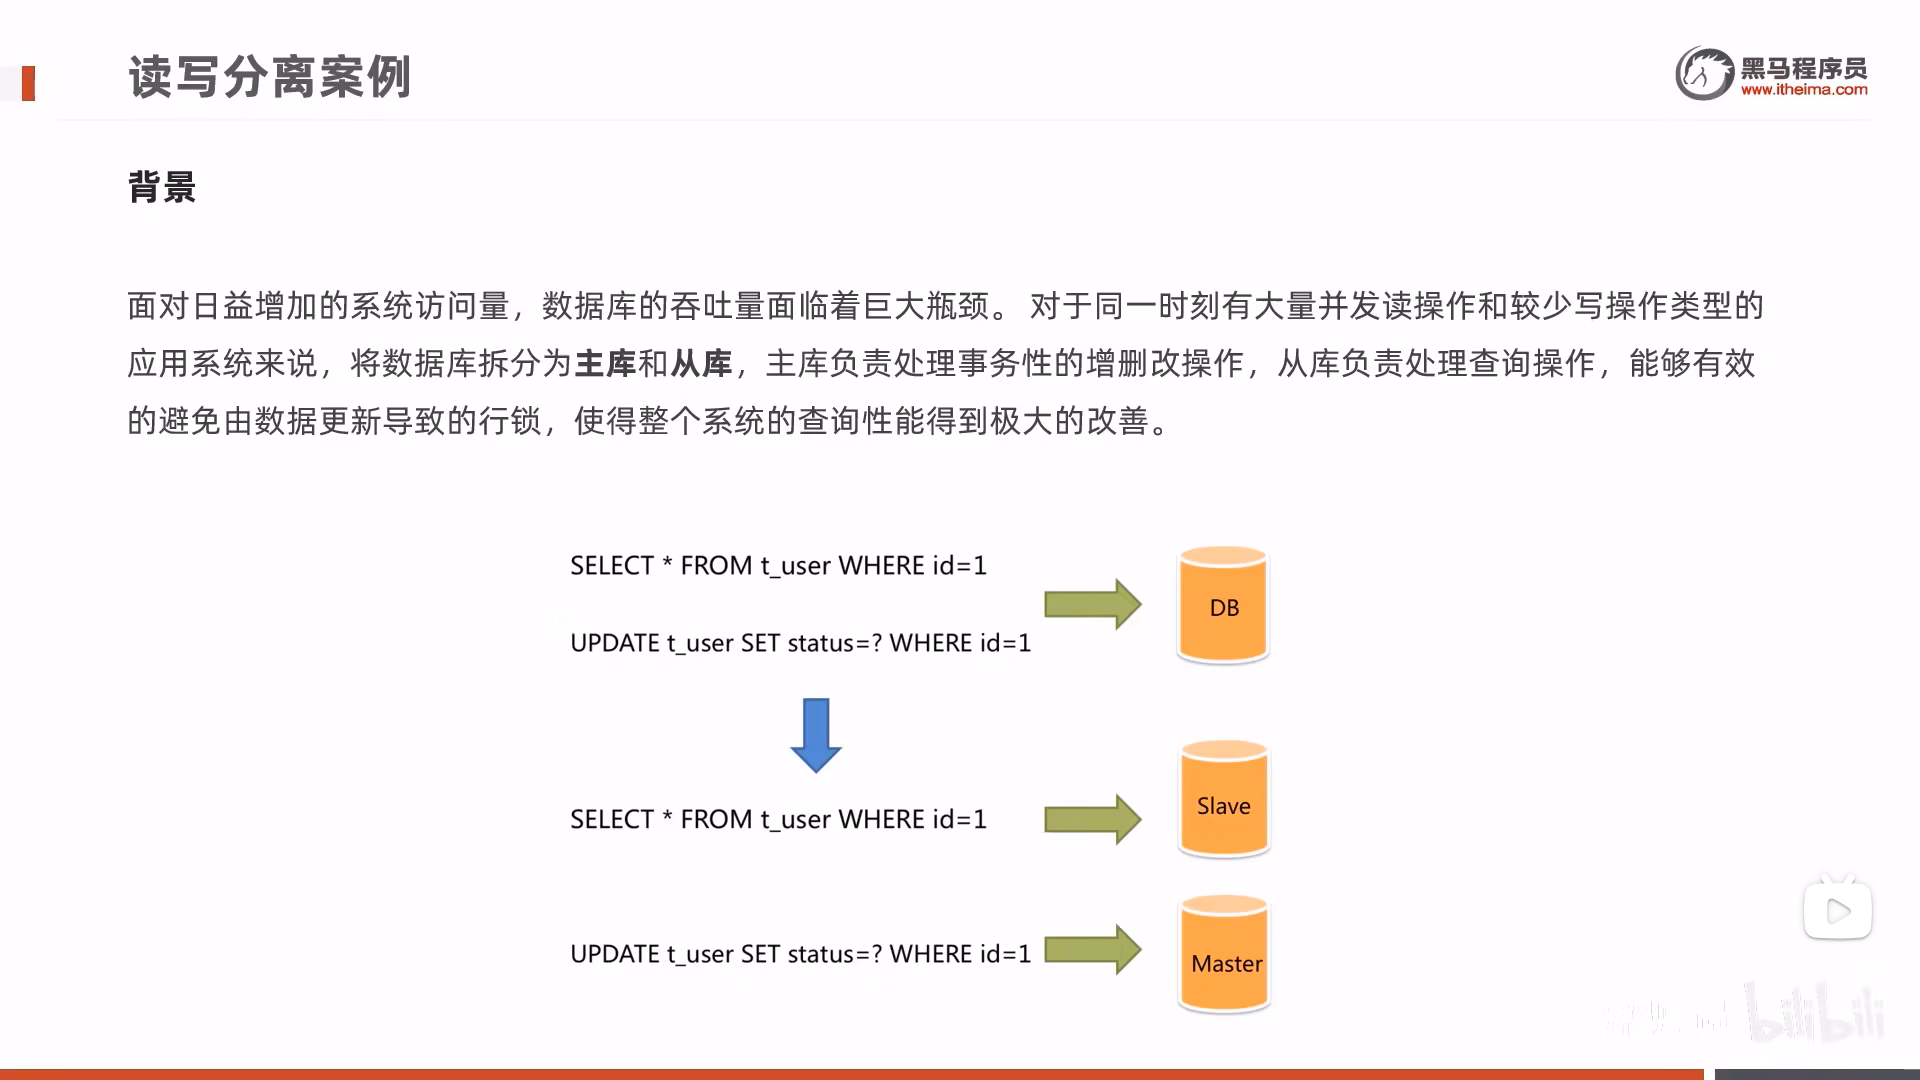 读写分离案例
黑马程序员
www.itheima.com
背景
面对日益增加的系统访问量，数据库的吞吐量面临着巨大瓶颈。 对于同一时刻有大量并发读操作和较少写操作类型的
应用系统来说，将数据库拆分为主库和从库，主库负责处理事务性的增删改操作，从库负责处理查询操作，能够有效
的避免由数据更新导致的行锁，使得整个系统的查询性能得到极大的改善。
SELECT * FROM t_user WHERE id=1
UPDATE t_user SET status=? WHERE id=1
DB
SELECT * FROM t_user WHERE id=1
Slave
UPDATE t_user SET status=? WHERE id=1
Master
bilibili